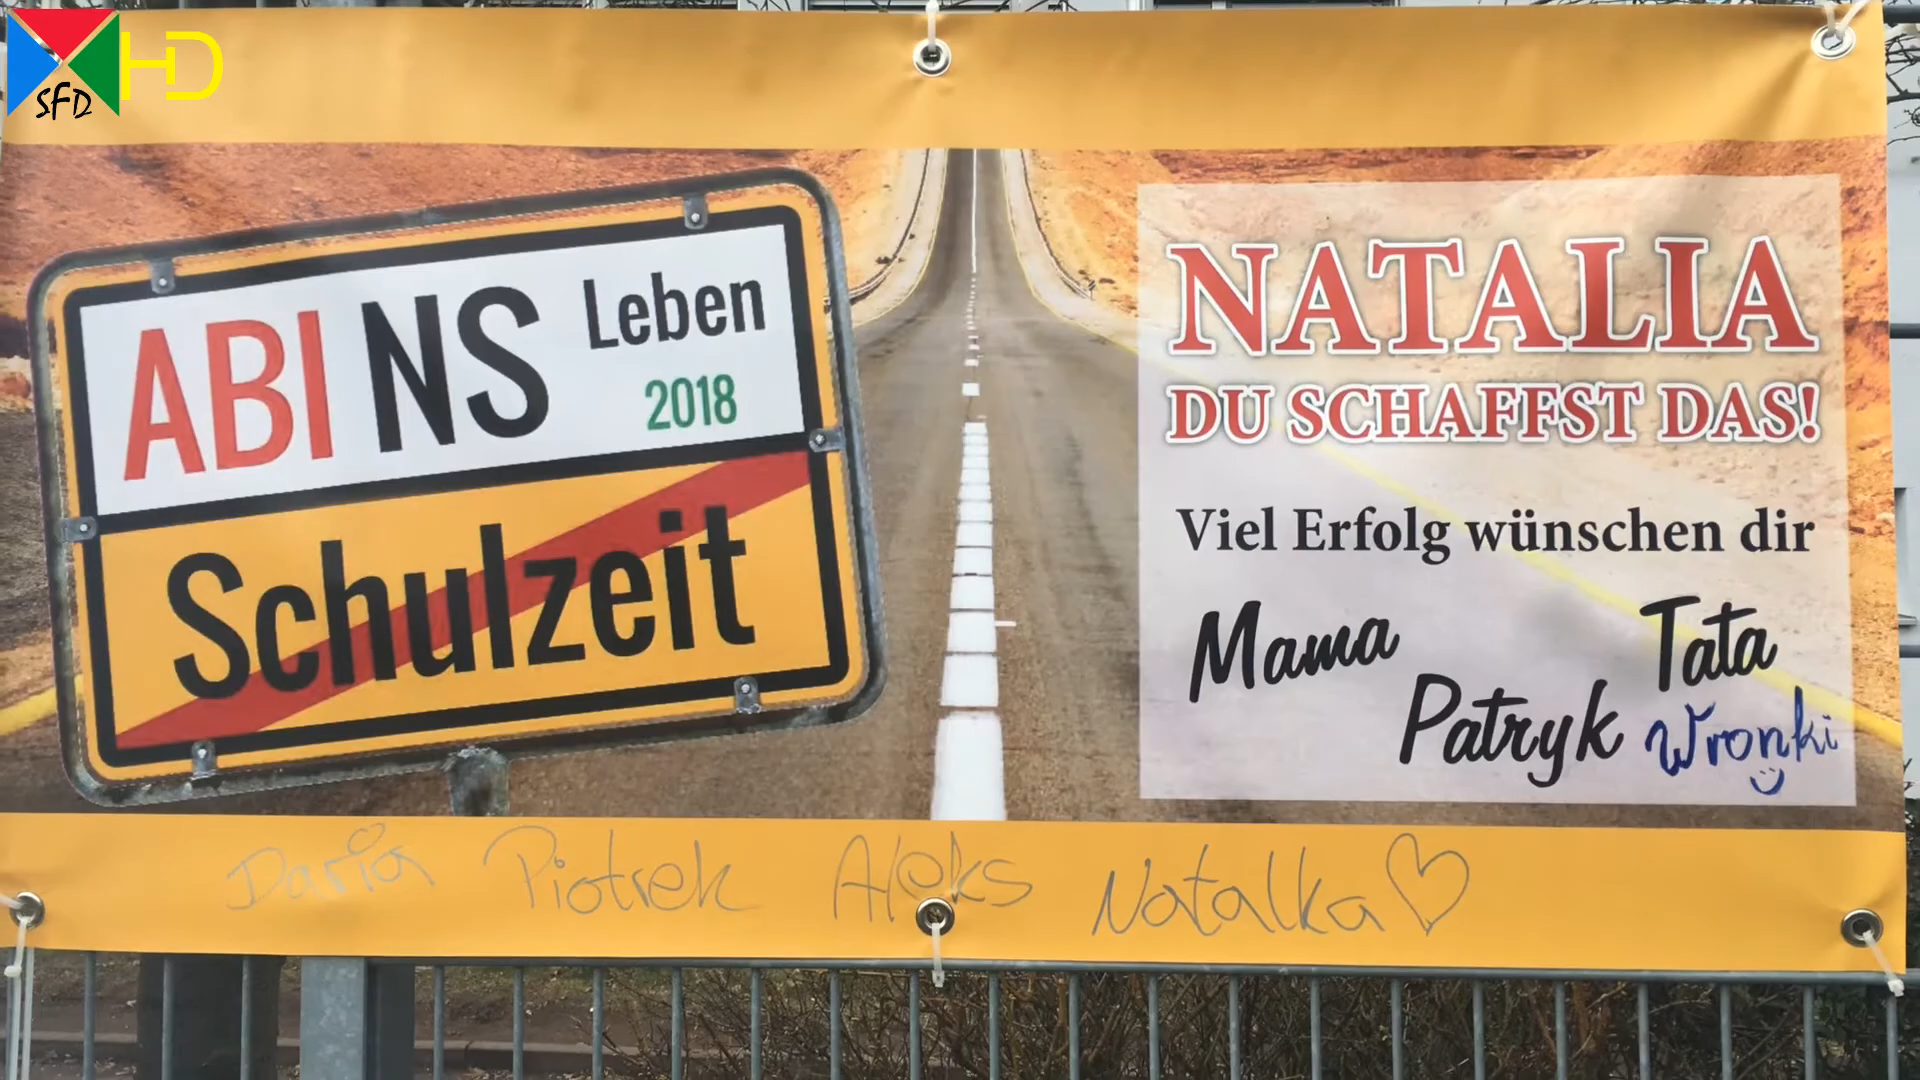 SFD HD
ABI NS Leben
2018
Schulzeit
NATALIA
DU SCHAFFST DAS!
Viel Erfolg wünschen dir
Mama
Tata
Patryk
Wronki
Daria Piotrek Aleks Natalka